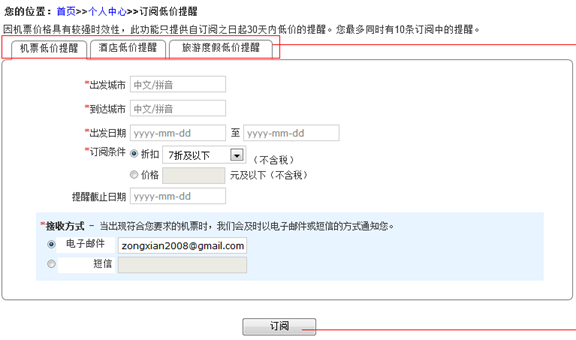 您的位置：首页>>个人中心>>订阅低价提醒
因机票价格具有较强时效性，此功能只提供自订阅之日起30天内低价的提醒。您最多同时有10条订阅中的提醒。
机票低价提醒 酒店低价提醒 旅游度假低价提醒
*出发城市 中文/拼音
*到达城市 中文/拼音
*出发日期 yyyy-mm-dd 至 yyyy-mm-dd
*订阅条件 折扣 7折及以下 （不含税）
价格 元及以下（不含税）
提醒截止日期 yyyy-mm-dd
*接收方式 - 当出现符合您要求的机票时，我们会及时以电子邮件或短信的方式通知您。
电子邮件 zongxian2008@gmail.com
短信
订阅